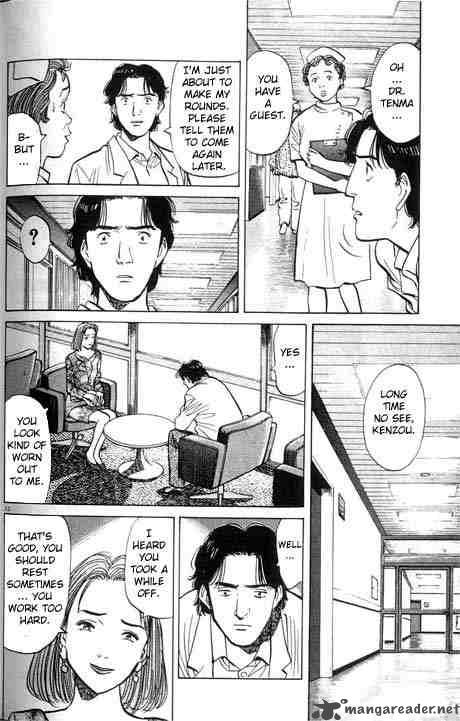 OH
...
DR.
TENMA
...
YOU
HAVE
A
GUEST.
I'M JUST
ABOUT TO
MAKE MY
ROUNDS.
PLEASE
TELL THEM
TO COME
AGAIN
LATER.
B-
BUT ...
?
LONG
TIME
NO SEE,
KENZOU.
YES
...
YOU
LOOK
KIND OF
WORN
OUT TO
ME.
WELL...
I
HEARD
YOU
TOOK A
WHILE
OFF.
THAT'S
GOOD, YOU
SHOULD
REST
SOMETIMES
... YOU
WORK TOO
HARD.
mangareader.net